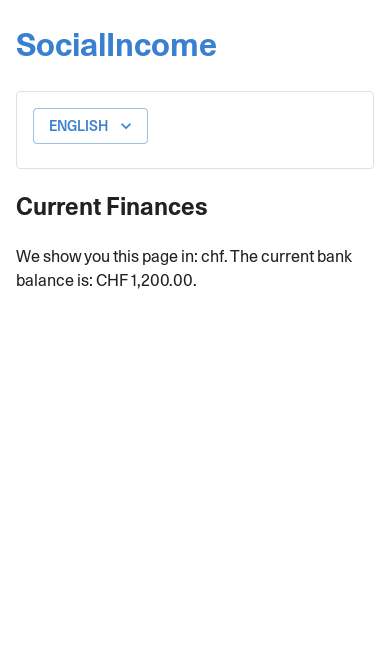 SocialIncome
ENGLISH
Current Finances
We show you this page in: chf. The current bank
balance is: CHF 1,200.00.